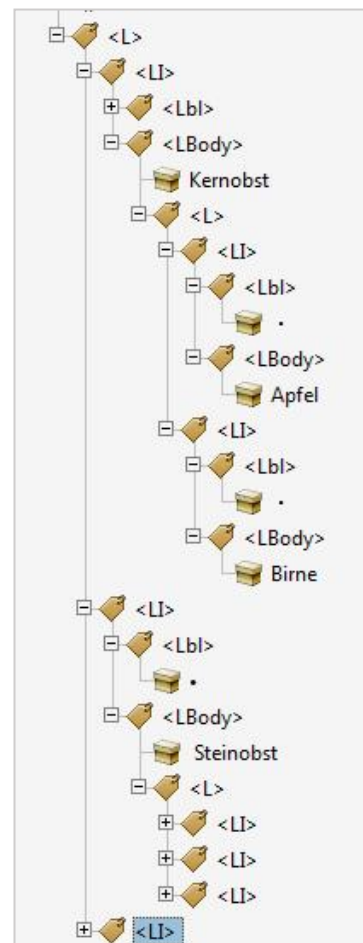 <L>
<LI>
<Lbl>
<LBody>
Kernobst
<L>
<LI>
<Lbl>
•
<LBody>
Apfel
<LI>
<Lbl>
•
<LBody>
Birne
<LI>
<Lbl>
•
<LBody>
Steinobst
<L>
<LI>
<LI>
<LI>
<LI>